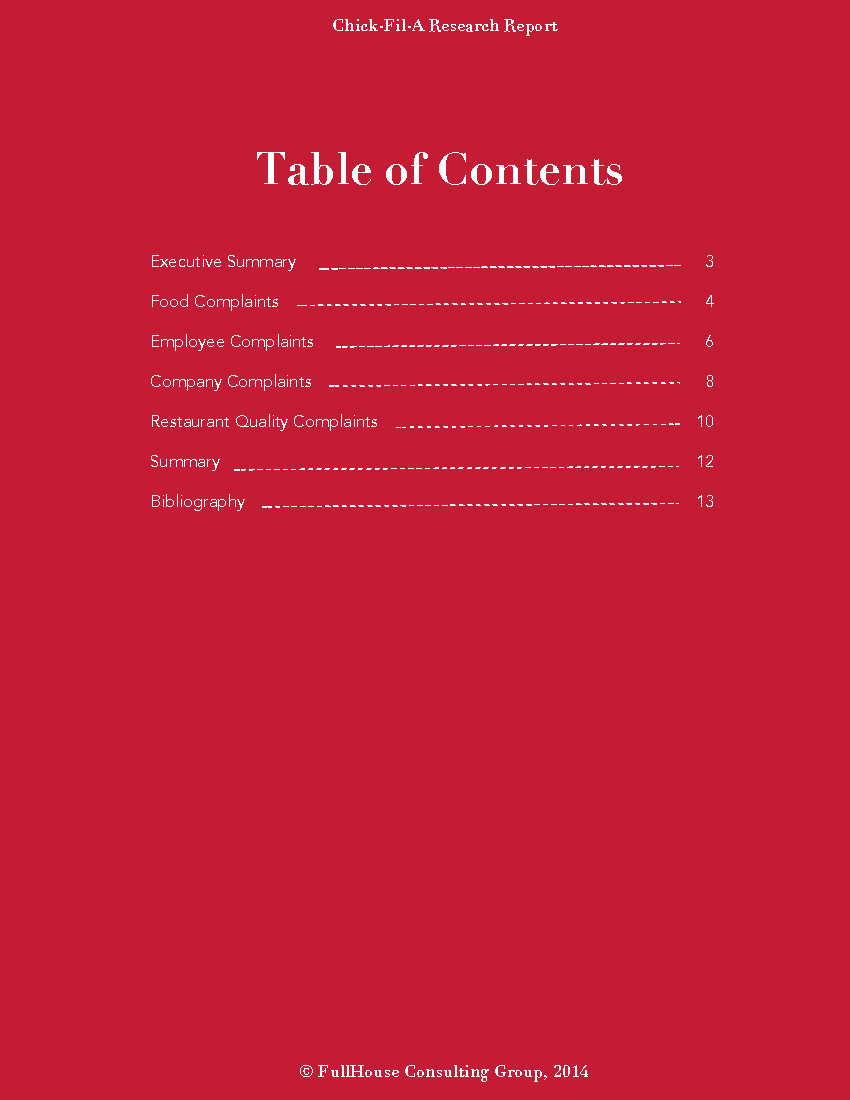 Chick-Fil-A Research Report
Table of Contents
Executive Summary 3
Food Complaints 4
Employee Complaints 6
Company Complaints 8
Restaurant Quality Complaints 10
Summary 12
Bibliography 13
© FullHouse Consulting Group, 2014